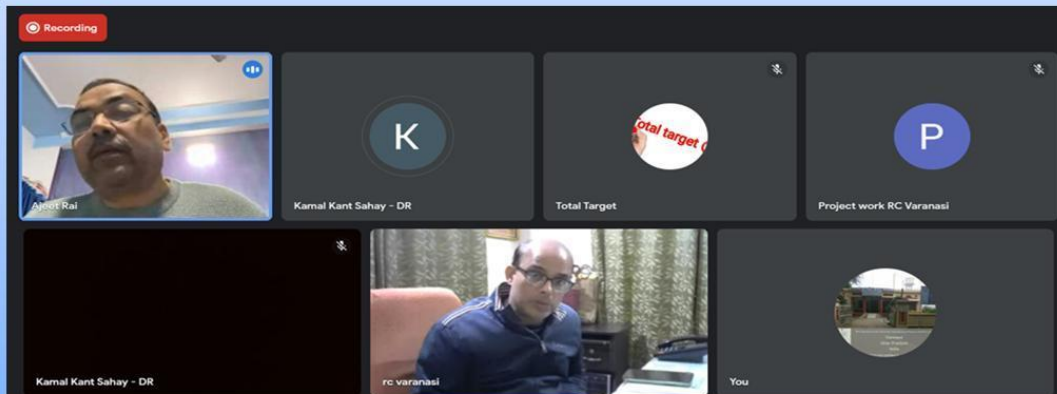 Recording
Ajeet Rai
K
Kamal Kant Sahay - DR
Total target
Total Target
P
Project work RC Varanasi
Kamal Kant Sahay - DR
rc varanasi
You